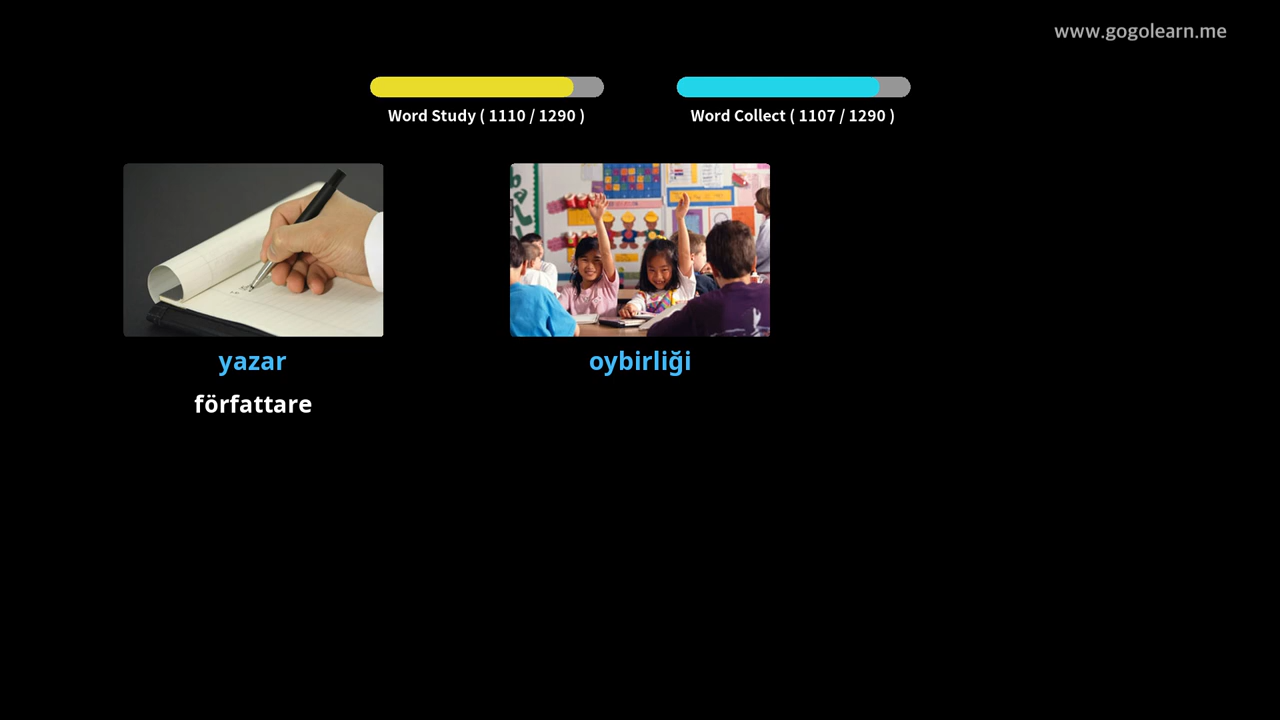 www.gogolearn.me
Word Study ( 1110 / 1290 )
Word Collect ( 1107 / 1290 )
yazar
författare
oybirliği